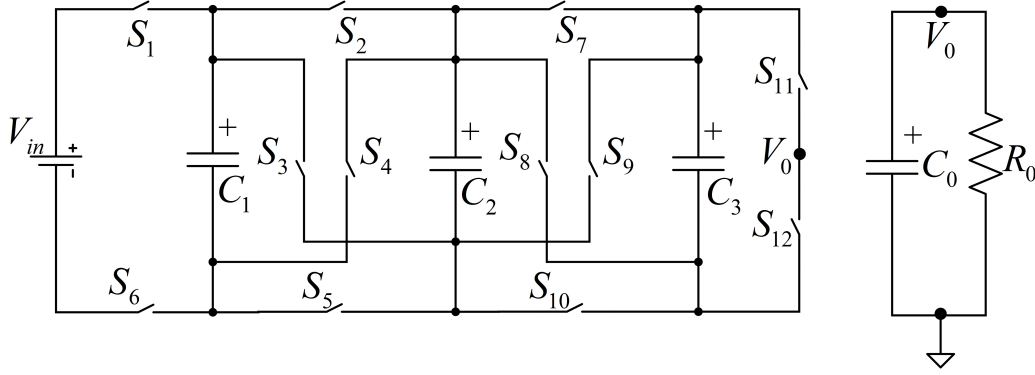 S1
S2
S7
V0
S11
Vin
+
+
C1
S3
S4
+
C2
S8
S9
+
C3
V0
+
C0
R0
S12
S6
S5
S10